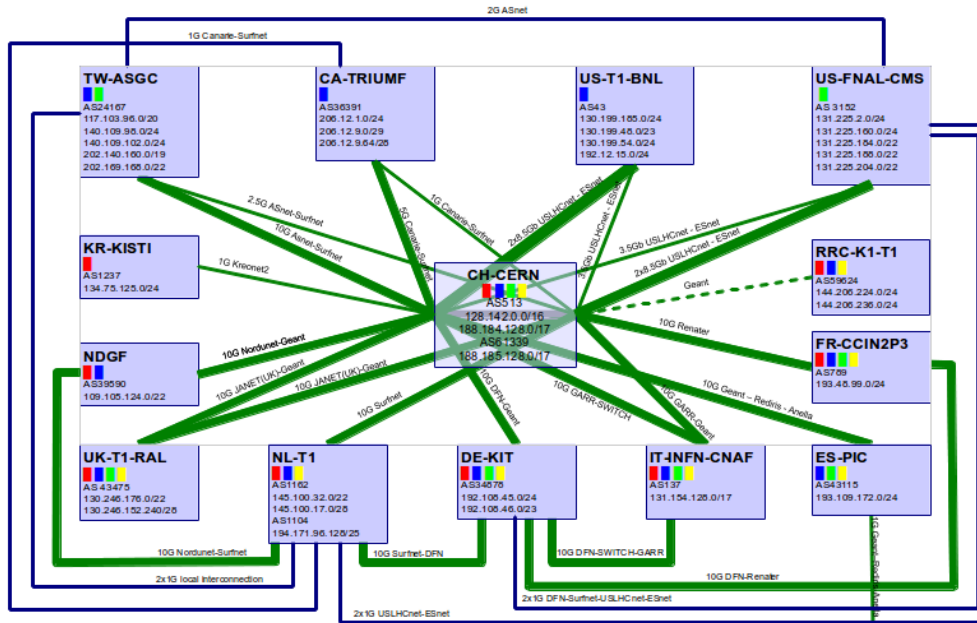 2G ASnet
1G Canarie-Surfnet
TW-ASGC
AS24167
117.103.96.0/20
140.109.98.0/24
140.109.102.0/24
202.140.160.0/19
202.169.168.0/22
CA-TRIUMF
AS36391
206.12.1.0/24
206.12.9.0/29
206.12.9.64/28
US-T1-BNL
AS43
130.199.185.0/24
130.199.48.0/23
130.199.54.0/24
192.12.15.0/24
US-FNAL-CMS
AS3152
131.225.2.0/24
131.225.160.0/24
131.225.184.0/22
131.225.188.0/22
131.225.204.0/22
2.5G ASnet-Surfnet
10G Asnet-Surfnet
5G Canarie-Surfnet
1G Canarie-Surfnet
2x8.5Gb USLHCnet - ESnet
3.5Gb USLHCnet - ESnet
3.5Gb USLHCnet - ESnet
2x8.5Gb USLHCnet - ESnet
KR-KISTI
AS1237
134.75.125.0/24
1G Kreonet2
CH-CERN
AS513
128.142.0.0/16
188.184.128.0/17
AS61339
188.185.128.0/17
Geant
RRC-K1-T1
AS59624
144.206.224.0/24
144.206.236.0/24
NDGF
AS39590
109.105.124.0/22
10G Nordunet-Geant
10G JANET(UK)-Geant
10G JANET(UK)-Geant
10G Surfnet
10G DFN-Geant
10G GARR-SWITCH
10G GARR-Geant
10G Geant – Rediris - Anella
10G Renater
FR-CCIN2P3
AS789
193.48.99.0/24
UK-T1-RAL
AS43475
130.246.176.0/22
130.246.152.240/28
NL-T1
AS1162
145.100.32.0/22
145.100.17.0/28
AS1104
194.171.96.128/25
DE-KIT
AS34878
192.108.45.0/24
192.108.46.0/23
IT-INFN-CNAF
AS137
131.154.128.0/17
ES-PIC
AS43115
193.109.172.0/24
10G Nordunet-Surfnet
10G Surfnet-DFN
10G DFN-SWITCH-GARR
1G Geant-Rediris-Anella
2x1G local interconnection
10G DFN-Renater
2x1G DFN-Surfnet-USLHCnet-ESnet
2x1G USLHCnet-ESnet